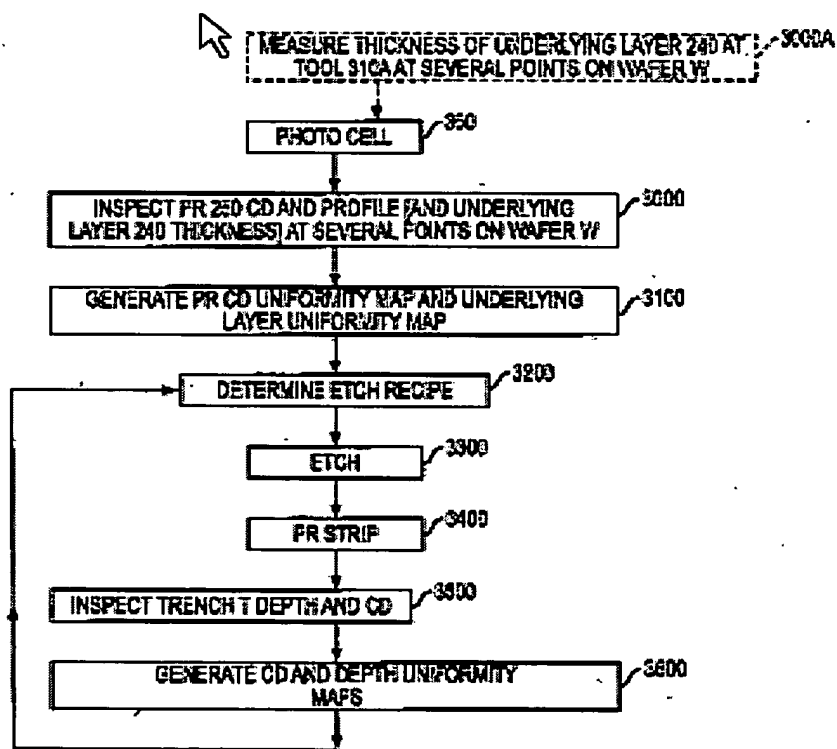 MEASURE THICKNESS OF UNDERLYING LAYER 240 AT
TOOL 310A AT SEVERAL POINTS ON WAFER W
3000A
PHOTO CELL
350
INSPECT PR 250 CD AND PROFILE [AND UNDERLYING
LAYER 240 THICKNESS] AT SEVERAL POINTS ON WAFER W
3000
GENERATE PR CD UNIFORMITY MAP AND UNDERLYING
LAYER UNIFORMITY MAP
3100
DETERMINE ETCH RECIPE
3200
ETCH
3300
PR STRIP
3400
INSPECT TRENCH T DEPTH AND CD
3500
GENERATE CD AND DEPTH UNIFORMITY
MAPS
3600